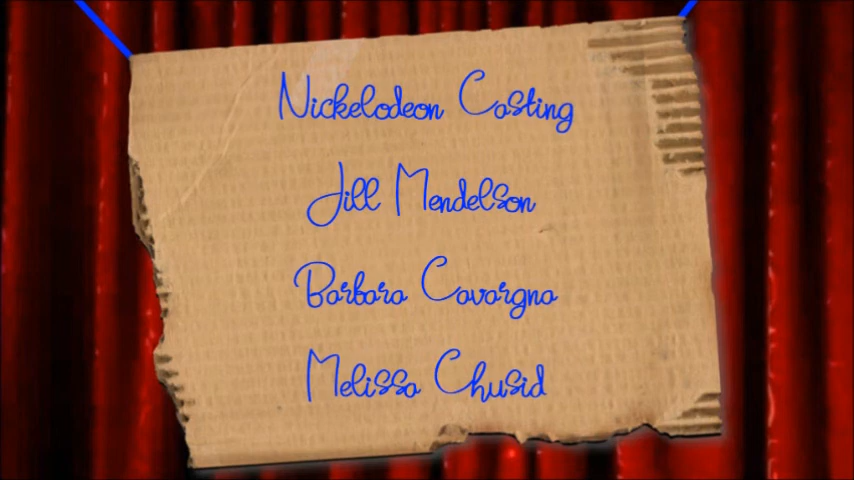 Nickelodeon Casting
Jill Mendelson
Barbara Cavargna
Melissa Chusid